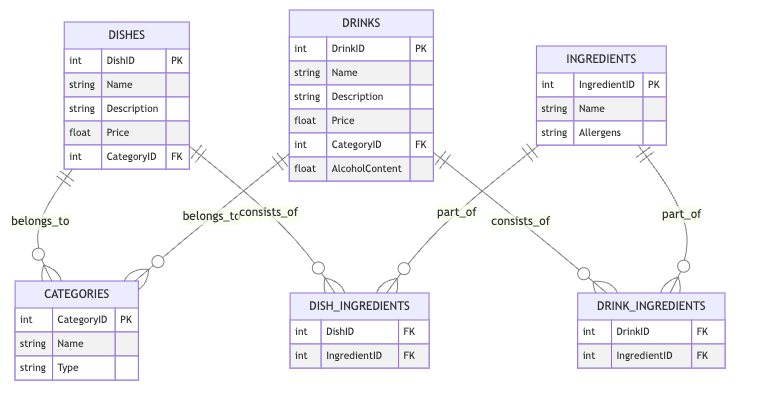 DISHES
int DishID PK
string Name
string Description
float Price
int CategoryID FK
DRINKS
int DrinkID PK
string Name
string Description
float Price
int CategoryID FK
float AlcoholContent
INGREDIENTS
int IngredientID PK
string Name
string Allergens
belongs_to
belongs_to
consists_of
part_of
consists_of
part_of
CATEGORIES
int CategoryID PK
string Name
string Type
DISH_INGREDIENTS
int DishID FK
int IngredientID FK
DRINK_INGREDIENTS
int DrinkID FK
int IngredientID FK